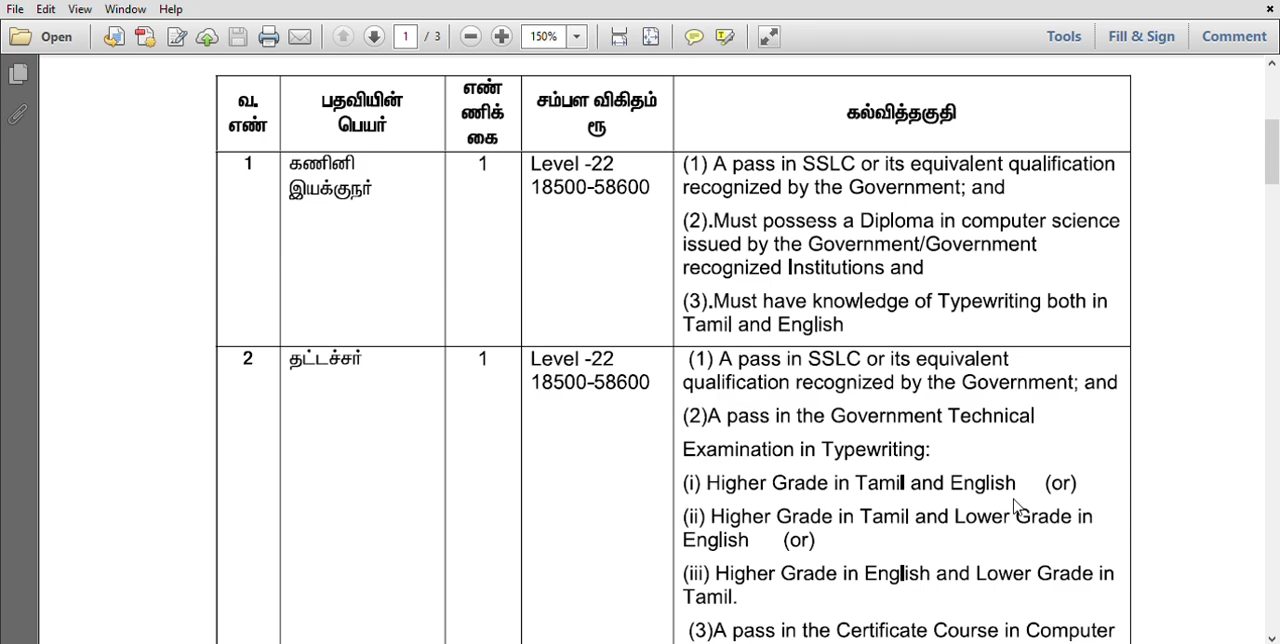 File Edit View Window Help
Open 1 / 3 150% Tools Fill & Sign Comment
வ. எண்
பதவியின் பெயர்
எண் ணிக் கை
சம்பள விகிதம் ரூ
கல்வித்தகுதி
1
கணினி
இயக்குநர்
1
Level -22
18500-58600
(1) A pass in SSLC or its equivalent qualification
recognized by the Government; and
(2).Must possess a Diploma in computer science
issued by the Government/Government
recognized Institutions and
(3).Must have knowledge of Typewriting both in
Tamil and English
2
தட்டச்சர்
1
Level -22
18500-58600
(1) A pass in SSLC or its equivalent
qualification recognized by the Government; and
(2)A pass in the Government Technical
Examination in Typewriting:
(i) Higher Grade in Tamil and English (or)
(ii) Higher Grade in Tamil and Lower Grade in
English (or)
(iii) Higher Grade in English and Lower Grade in
Tamil.
(3)A pass in the Certificate Course in Computer